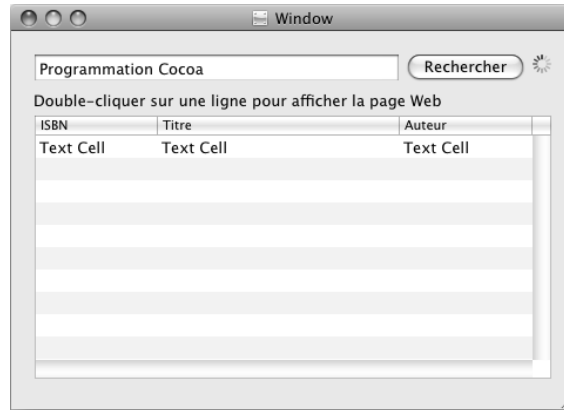 Window
Programmation Cocoa Rechercher
Double-cliquer sur une ligne pour afficher la page Web
ISBN Titre Auteur
Text Cell Text Cell Text Cell